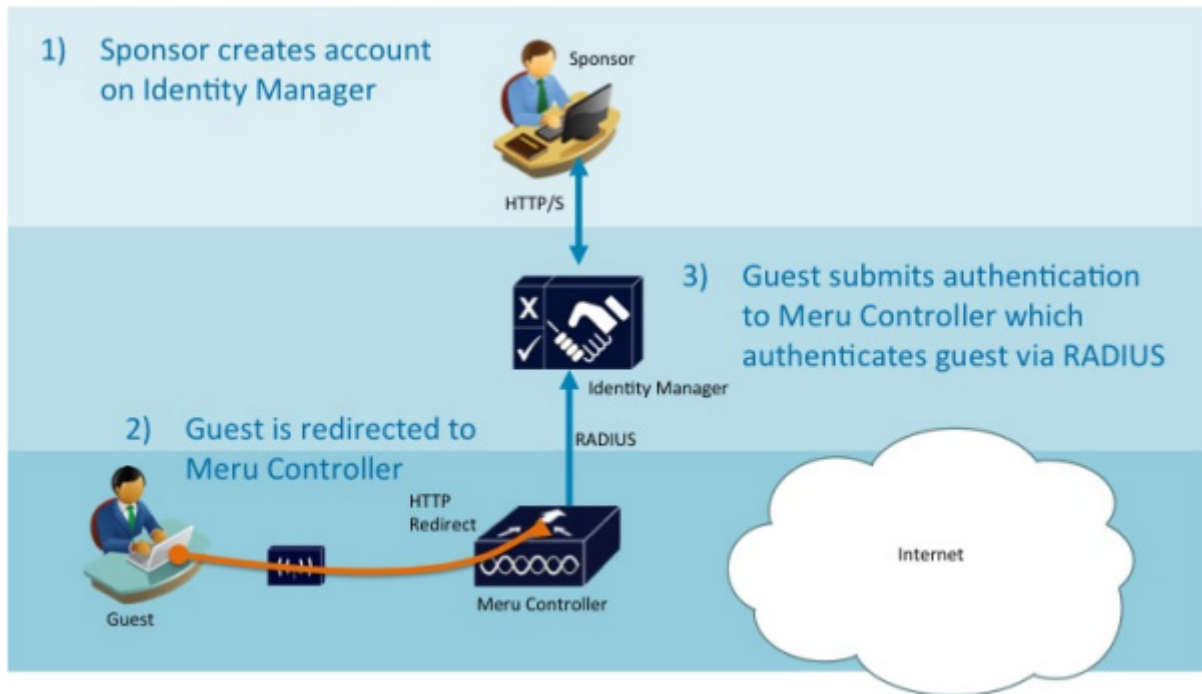 1) Sponsor creates account
on Identity Manager
Sponsor
HTTP/S
X
3) Guest submits authentication
to Meru Controller which
authenticates guest via RADIUS
Identity Manager
2) Guest is redirected to
Meru Controller
RADIUS
HTTP
Redirect
Internet
Meru Controller
Guest